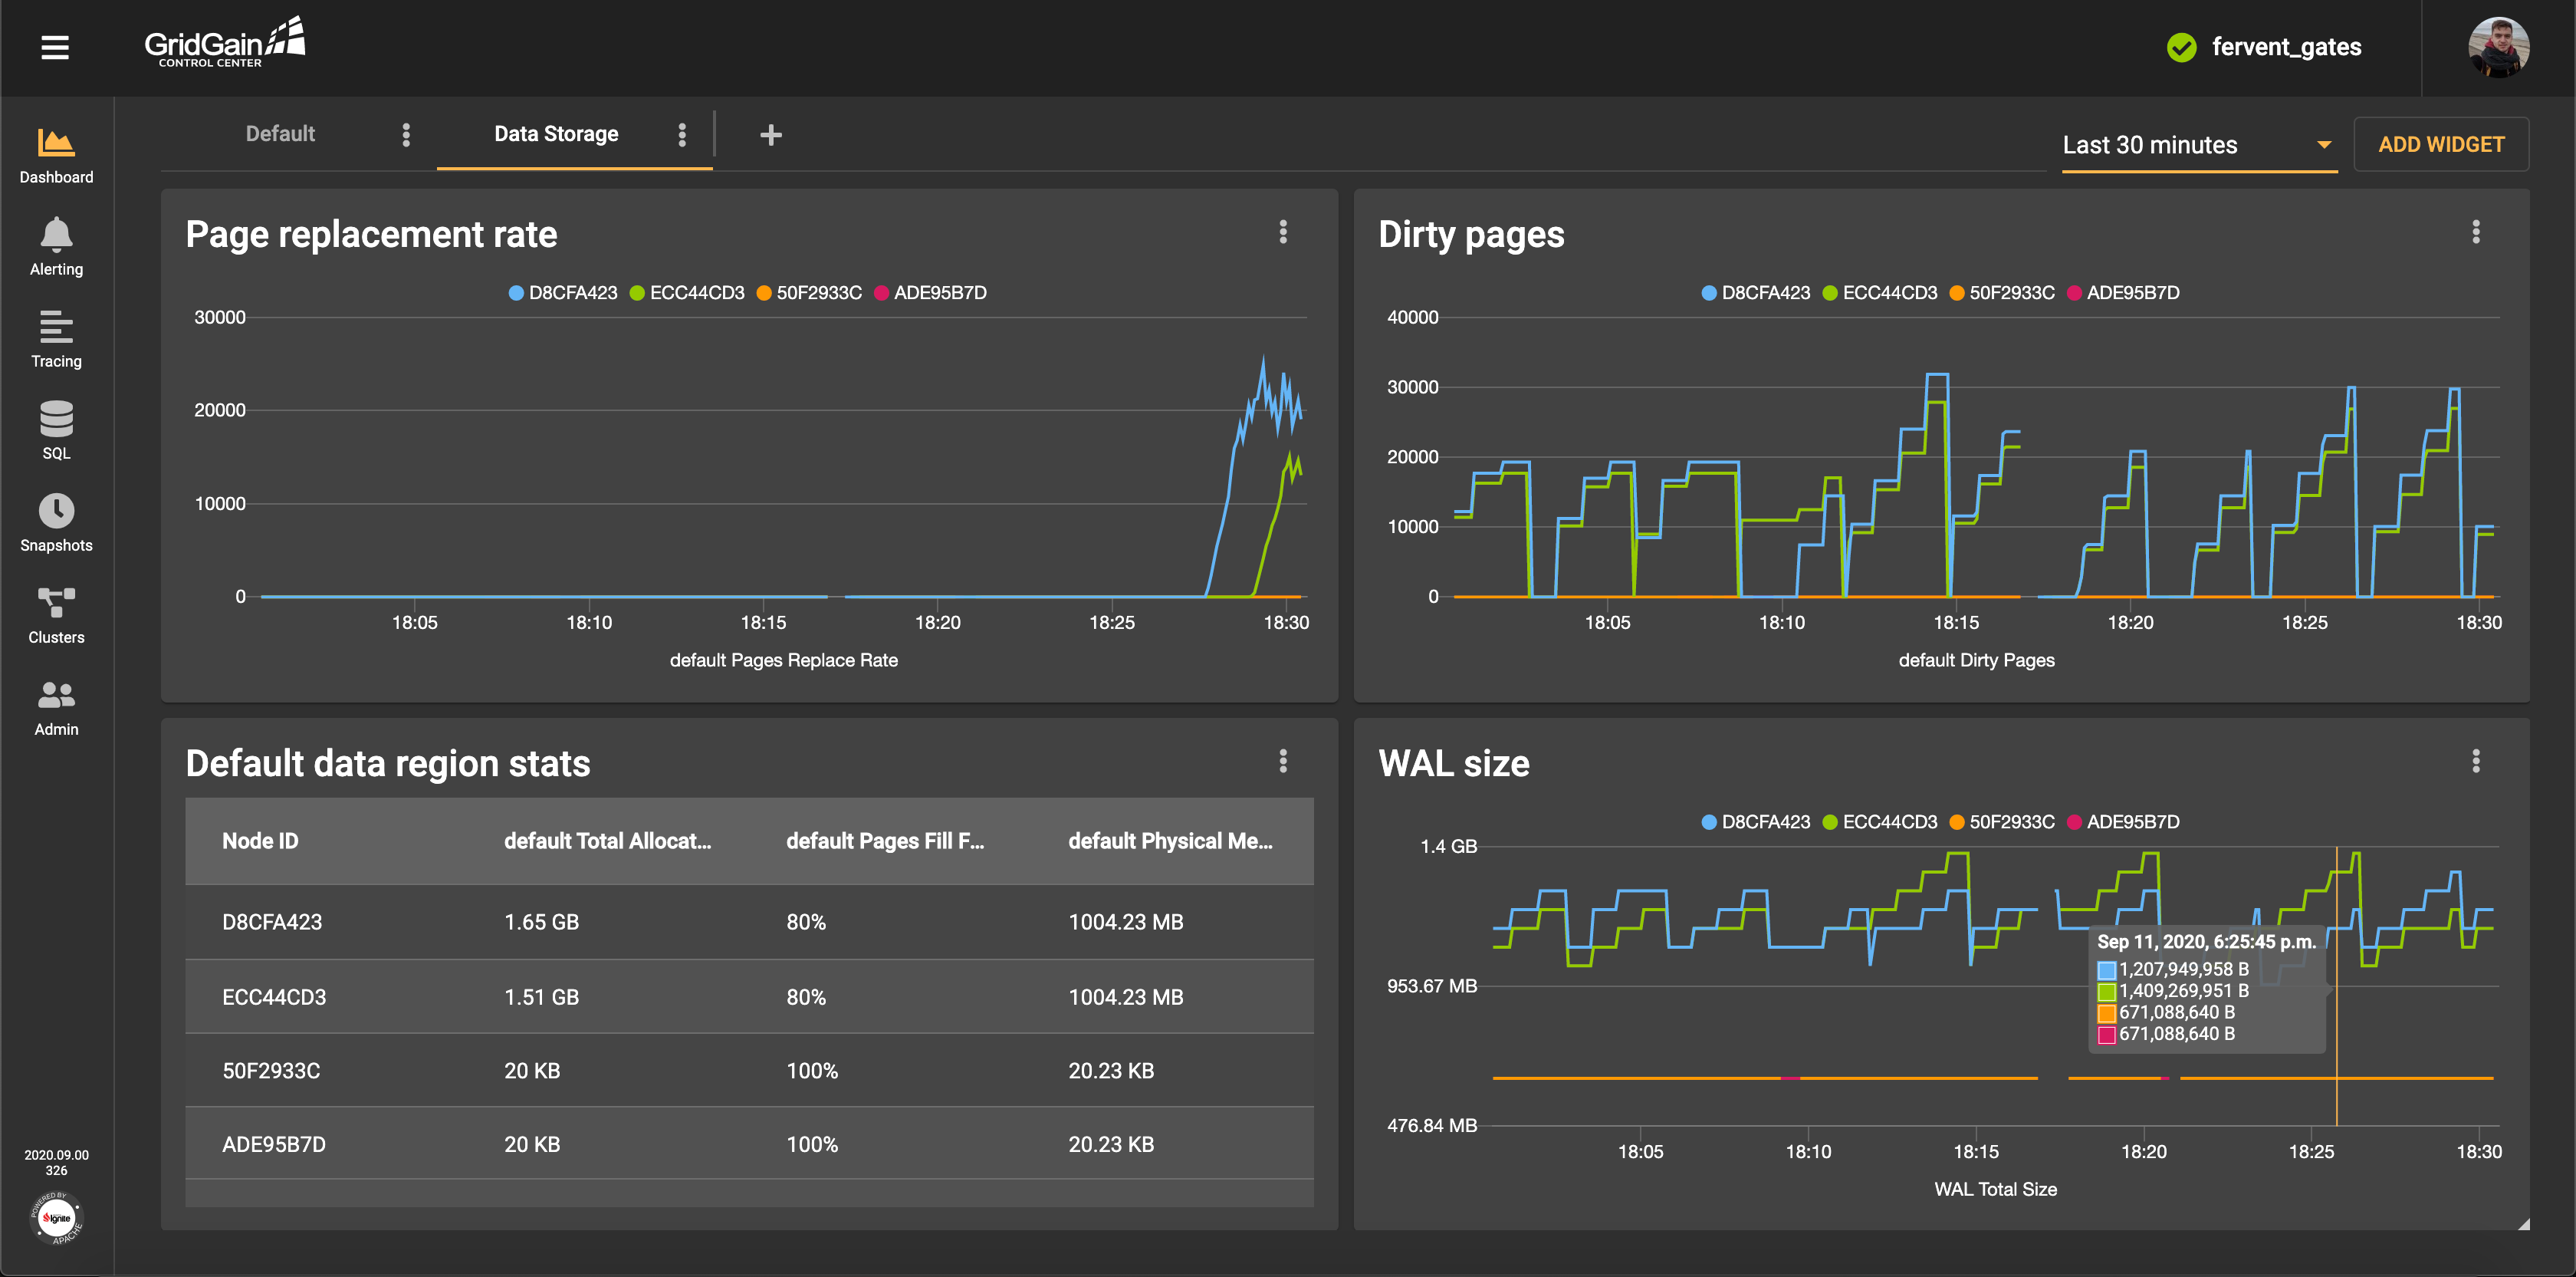 GridGain
CONTROL CENTER
fervent_gates
Default
Data Storage
Last 30 minutes
ADD WIDGET
Dashboard
Alerting
Tracing
SQL
Snapshots
Clusters
Admin
2020.09.00
326
POWERED BY
Ignite
APACHE
Page replacement rate
D8CFA423 ECC44CD3 50F2933C ADE95B7D
30000
20000
10000
0
18:05 18:10 18:15 18:20 18:25 18:30
default Pages Replace Rate
Dirty pages
D8CFA423 ECC44CD3 50F2933C ADE95B7D
40000
30000
20000
10000
0
18:05 18:10 18:15 18:20 18:25 18:30
default Dirty Pages
Default data region stats
Node ID default Total Allocat... default Pages Fill F... default Physical Me...
D8CFA423 1.65 GB 80% 1004.23 MB
ECC44CD3 1.51 GB 80% 1004.23 MB
50F2933C 20 KB 100% 20.23 KB
ADE95B7D 20 KB 100% 20.23 KB
WAL size
D8CFA423 ECC44CD3 50F2933C ADE95B7D
1.4 GB
953.67 MB
476.84 MB
Sep 11, 2020, 6:25:45 p.m.
1,207,949,958 B
1,409,269,951 B
671,088,640 B
671,088,640 B
18:05 18:10 18:15 18:20 18:25 18:30
WAL Total Size